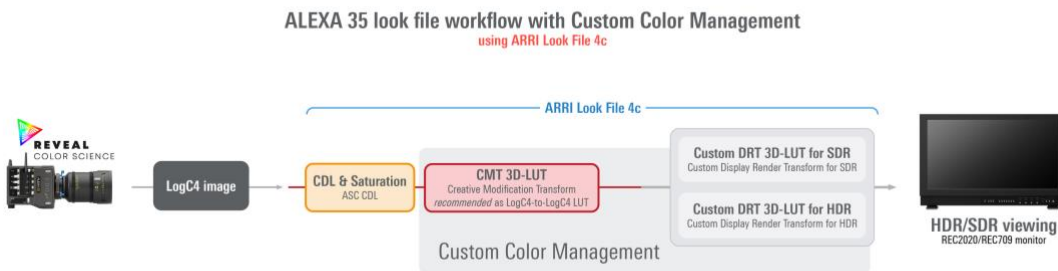 ALEXA 35 look file workflow with Custom Color Management
using ARRI Look File 4c
ARRI Look File 4c
REVEAL
COLOR SCIENCE
LogC4 image
CDL & Saturation
ASC CDL
CMT 3D-LUT
Creative Modification Transform
recommended as LogC4-to-LogC4 LUT
Custom DRT 3D-LUT for SDR
Custom Display Render Transform for SDR
Custom DRT 3D-LUT for HDR
Custom Display Render Transform for HDR
Custom Color Management
HDR/SDR viewing
REC2020/REC709 monitor